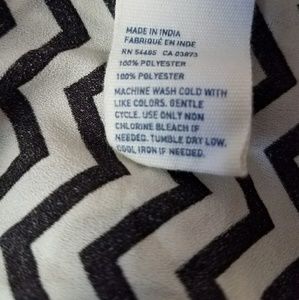 MADE IN INDIA
FABRIQUÉ EN INDE
RN 54485 CA 03873
100% POLYESTER
100% POLYESTER
MACHINE WASH COLD WITH
LIKE COLORS. GENTLE
CYCLE. USE ONLY NON
CHLORINE BLEACH IF
NEEDED. TUMBLE DRY LOW.
COOL IRON IF NEEDED.